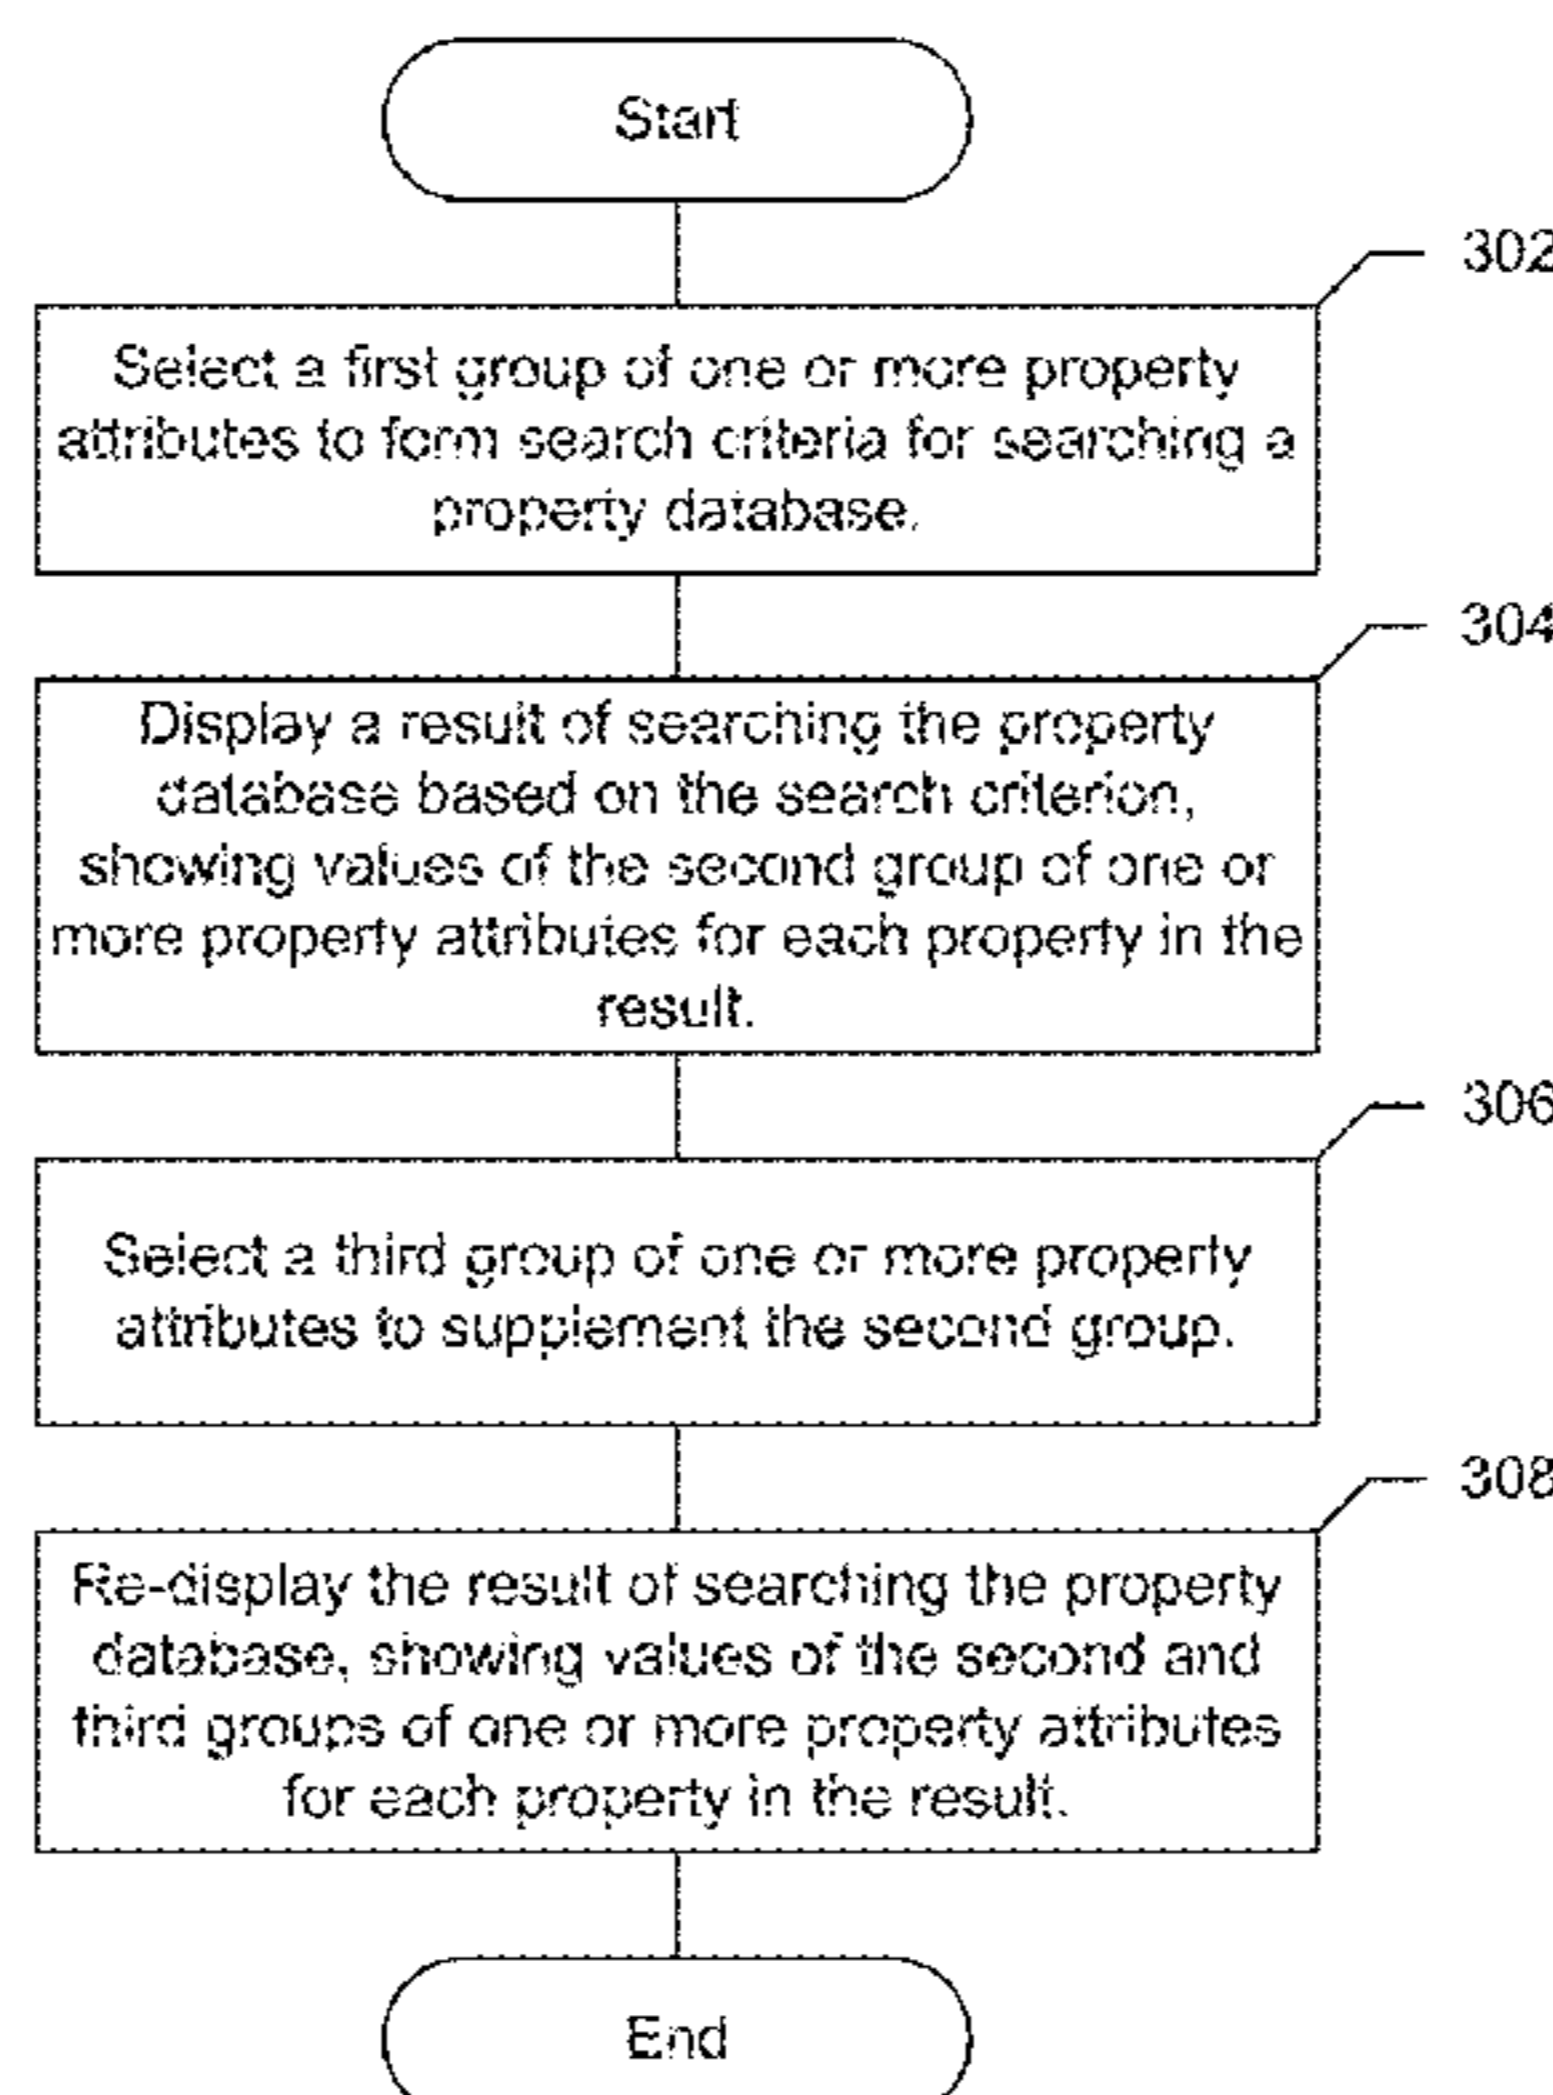 Start
302
Select a first group of one or more property
attributes to form search criteria for searching a
property database.
304
Display a result of searching the property
database based on the search criterion,
showing values of the second group of one or
more property attributes for each property in the
result.
306
Select a third group of one or more property
attributes to supplement the second group.
308
Re-display the result of searching the property
database, showing values of the second and
third groups of one or more property attributes
for each property in the result.
End